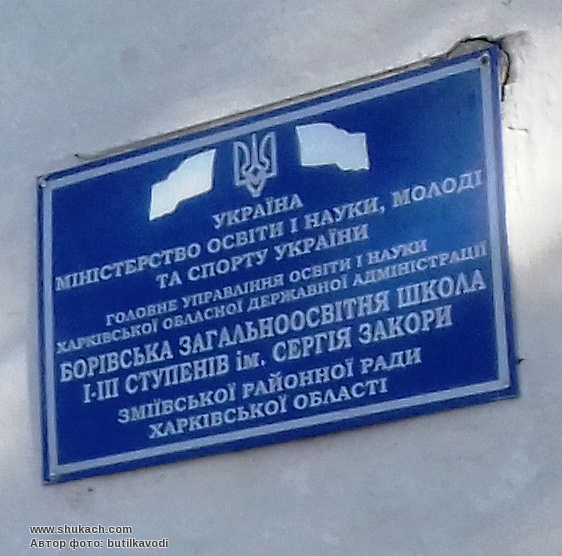 УКРАЇНА
МІНІСТЕРСТВО ОСВІТИ І НАУКИ, МОЛОДІ
ТА СПОРТУ УКРАЇНИ
ГОЛОВНЕ УПРАВЛІННЯ ОСВІТИ І НАУКИ
ХАРКІВСЬКОЇ ОБЛАСНОЇ ДЕРЖАВНОЇ АДМІНІСТРАЦІЇ
БОРІВСЬКА ЗАГАЛЬНООСВІТНЯ ШКОЛА
І-ІІІ СТУПЕНІВ ім. СЕРГІЯ ЗАКОРИ
ЗМІЇВСЬКОЇ РАЙОННОЇ РАДИ
ХАРКІВСЬКОЇ ОБЛАСТІ
www.shukach.com
Автор фото: butilkavodi